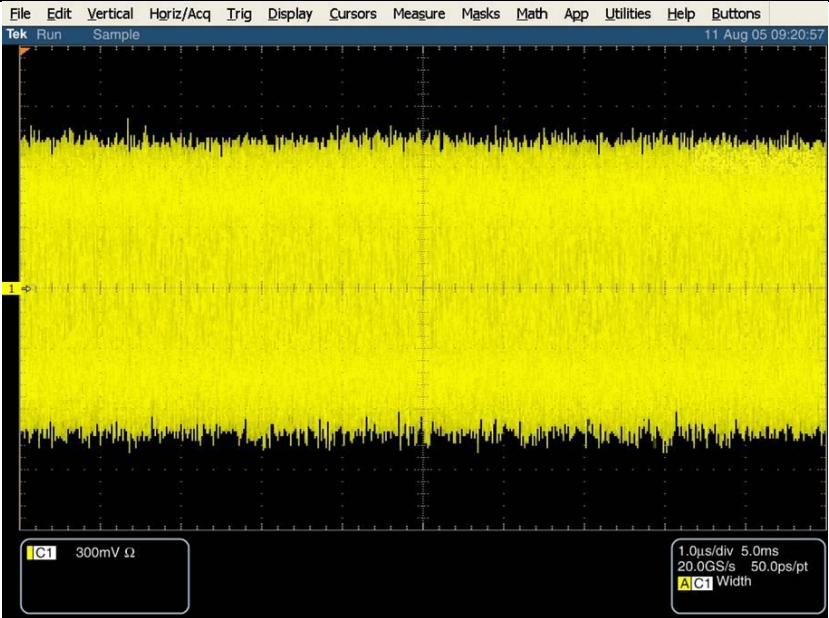 File Edit Vertical Horiz/Acq Trig Display Cursors Measure Masks Math App Utilities Help Buttons
Tek Run Sample 11 Aug 05 09:20:57
1
C1 300mV Ω
1.0µs/div 5.0ms
20.0GS/s 50.0ps/pt
A C1 Width